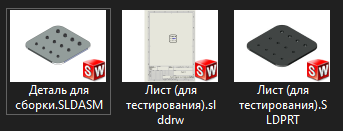 Деталь для
сборки.SLDASM
Лист (для
тестирования).sl
ddrw
Лист (для
тестирования).S
LDPRT